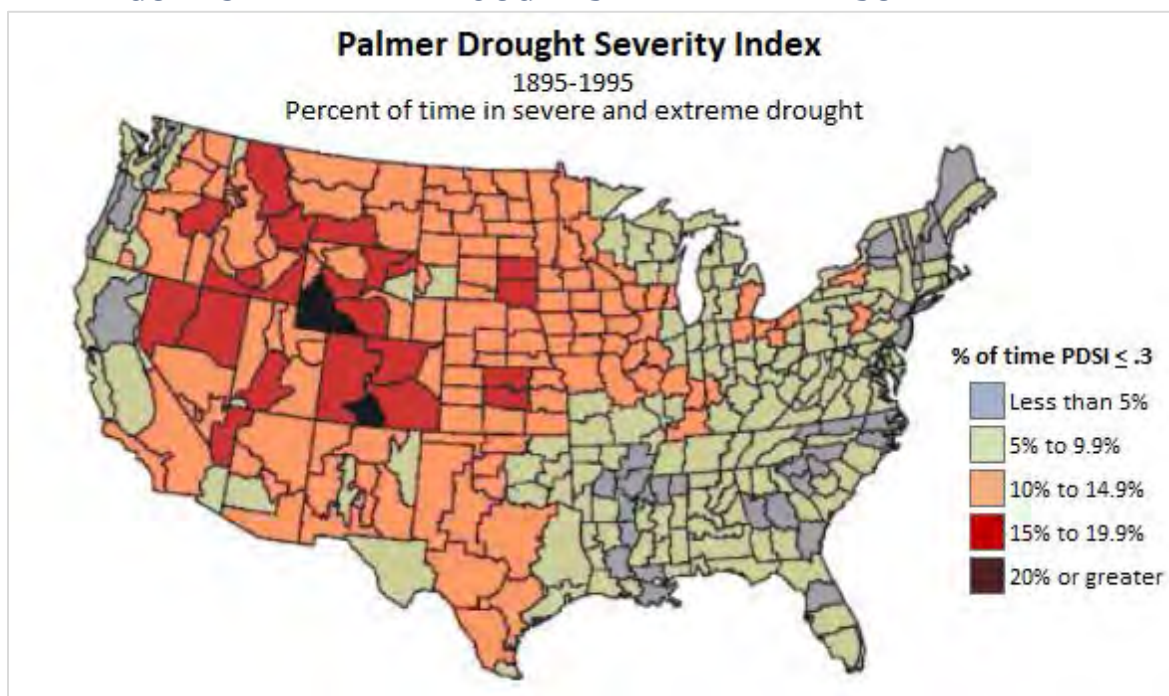 Palmer Drought Severity Index
1895-1995
Percent of time in severe and extreme drought
% of time PDSI ≤ .3
Less than 5%
5% to 9.9%
10% to 14.9%
15% to 19.9%
20% or greater